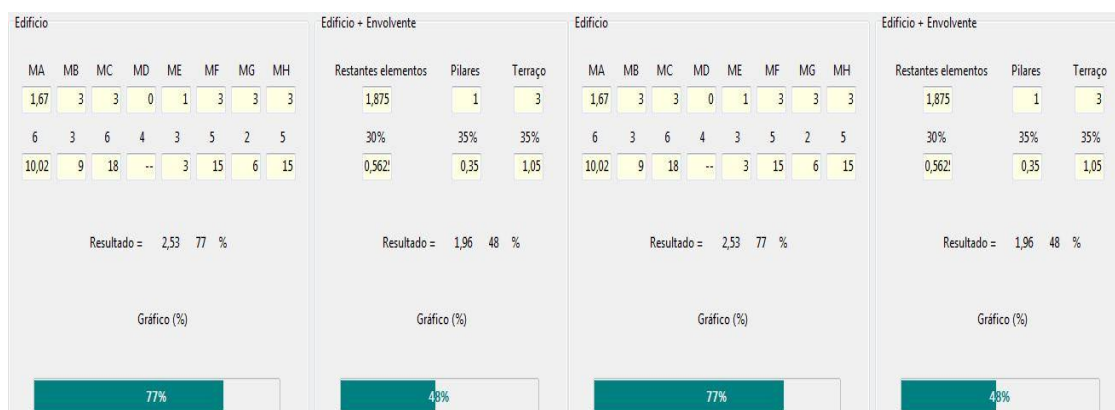 Edificio Edificio + Envolvente Edificio Edificio + Envolvente
MA MB MC MD ME MF MG MH Restantes elementos Pilares Terraço MA MB MC MD ME MF MG MH Restantes elementos Pilares Terraço
1,67 3 3 0 1 3 3 3 1,875 1 3 1,67 3 3 0 1 3 3 3 1,875 1 3
6 3 6 4 3 5 2 5 30% 35% 35% 6 3 6 4 3 5 2 5 30% 35% 35%
10,02 9 18 -- 3 15 6 15 0,562 0,35 1,05 10,02 9 18 -- 3 15 6 15 0,562 0,35 1,05
Resultado = 2,53 77 % Resultado = 1,96 48 % Resultado = 2,53 77 % Resultado = 1,96 48 %
Gráfico (%) Gráfico (%) Gráfico (%) Gráfico (%)
77% 48% 77% 48%